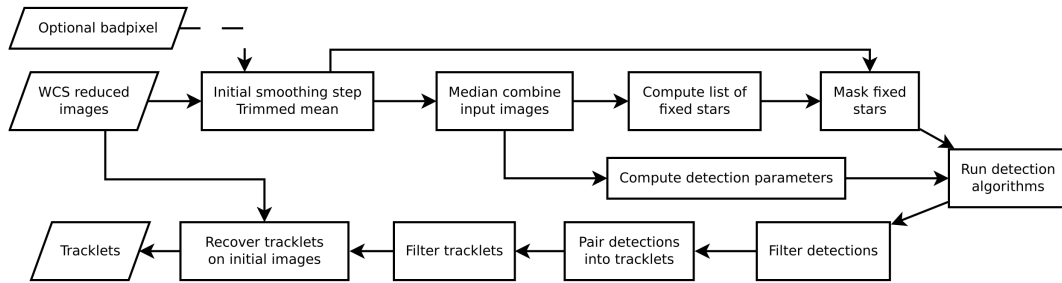 Optional badpixel
WCS reduced
images
Initial smoothing step
Trimmed mean
Median combine
input images
Compute list of
fixed stars
Mask fixed
stars
Compute detection parameters
Run detection
algorithms
Tracklets
Recover tracklets
on initial images
Filter tracklets
Pair detections
into tracklets
Filter detections